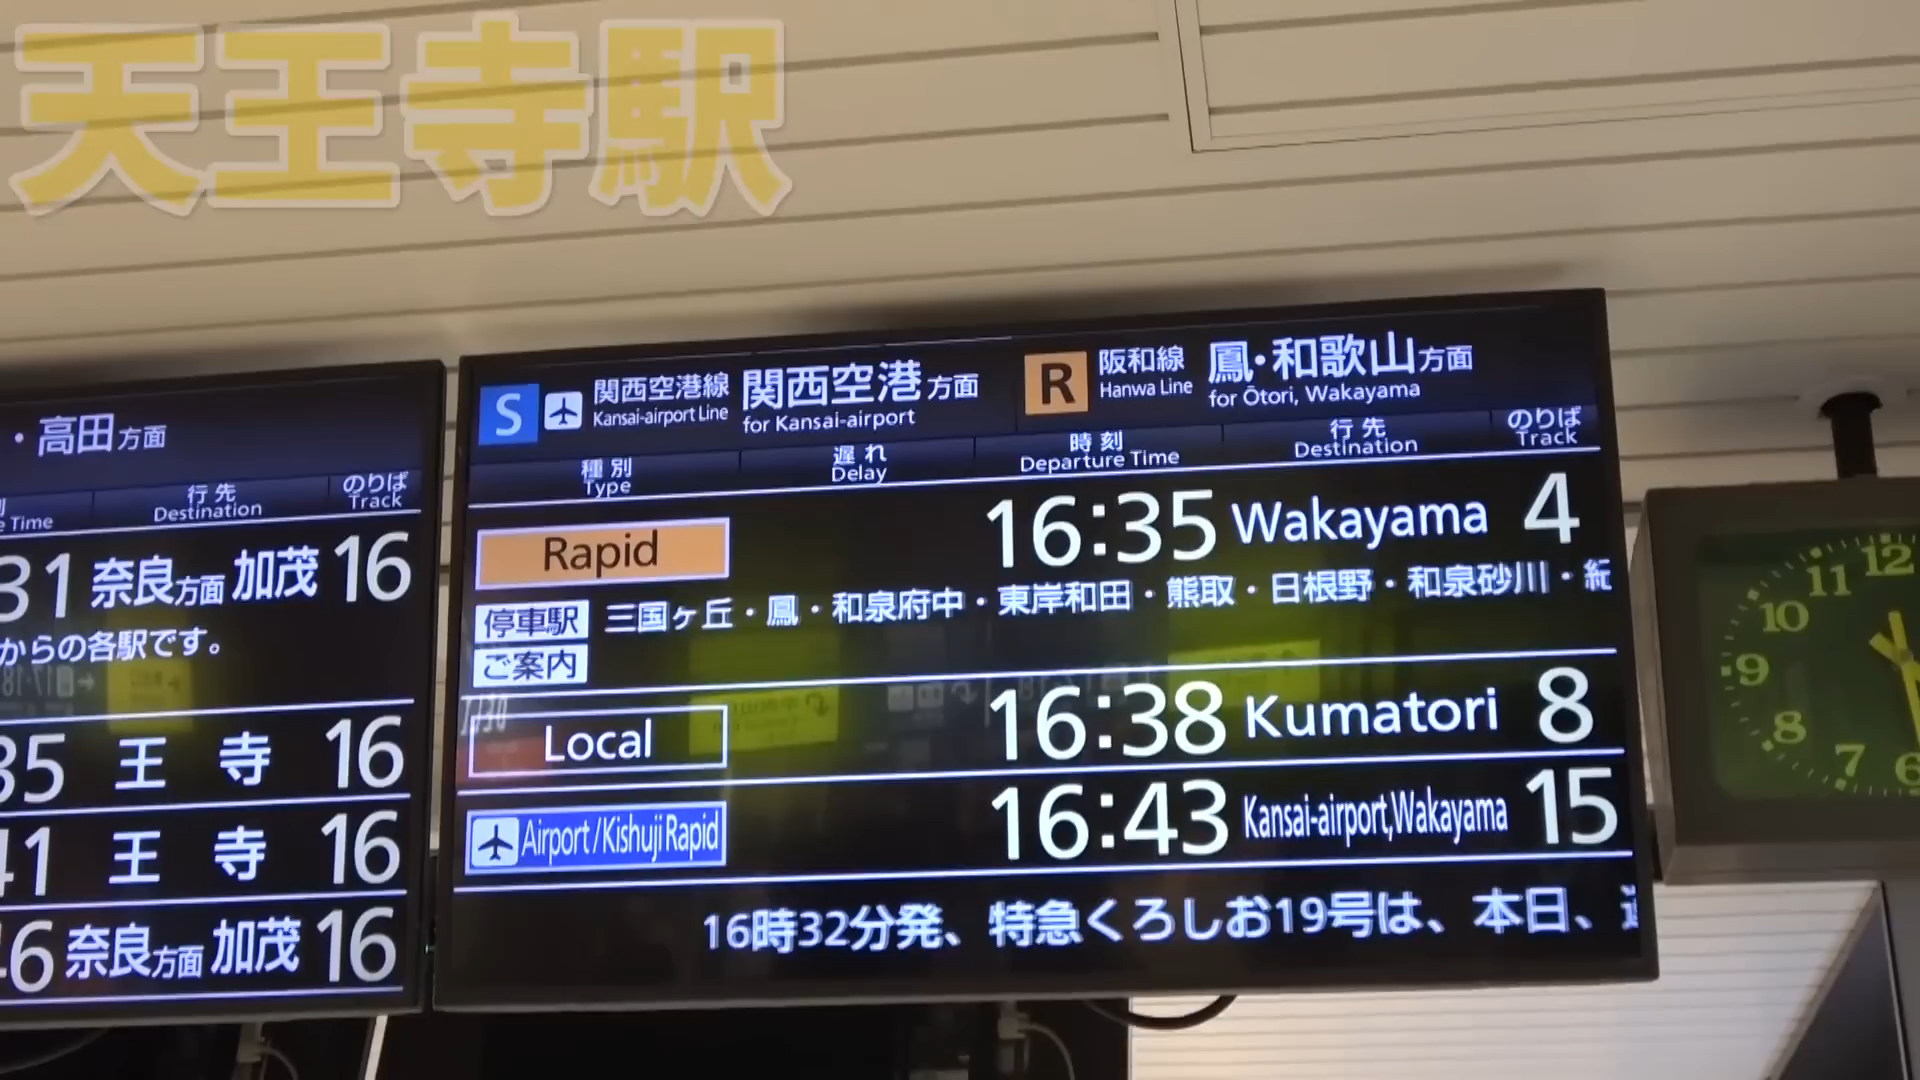 天王寺駅
・高田方面
Time
行先
Destination
のりば
Track
31 奈良方面 加茂 16
からの各駅です。
35 王寺 16
41 王寺 16
46 奈良方面 加茂 16
S 関西空港線 関西空港方面
Kansai-airport Line for Kansai-airport
R 阪和線 鳳・和歌山方面
Hanwa Line for Ōtori, Wakayama
種別 遅れ 時刻 行先 のりば
Type Delay Departure Time Destination Track
Rapid 16:35 Wakayama 4
停車駅 三国ヶ丘・鳳・和泉府中・東岸和田・熊取・日根野・和泉砂川・紀
ご案内
Local 16:38 Kumatori 8
Airport/Kishuji Rapid 16:43 Kansai-airport,Wakayama 15
16時32分発、特急くろしお19号は、本日、
12
11
10
9
8
7
6